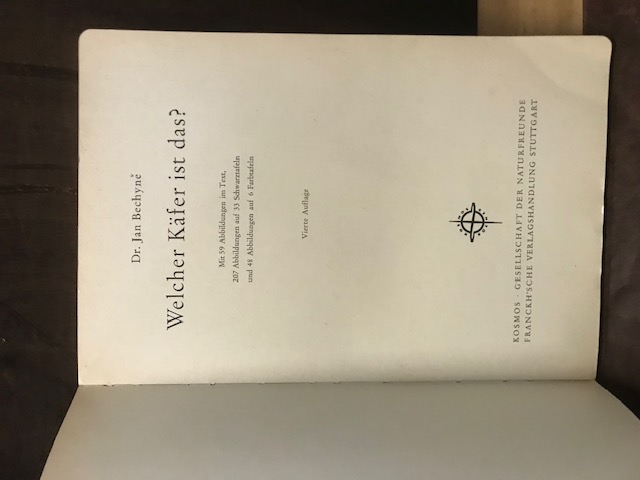 Dr. Jan Bechyně
Welcher Käfer ist das?
Mit 59 Abbildungen im Text,
207 Abbildungen auf 33 Schwarztafeln
und 48 Abbildungen auf 6 Farbtafeln
Vierte Auflage
KOSMOS · GESELLSCHAFT DER NATURFREUNDE
FRANCKH'SCHE VERLAGSHANDLUNG STUTTGART